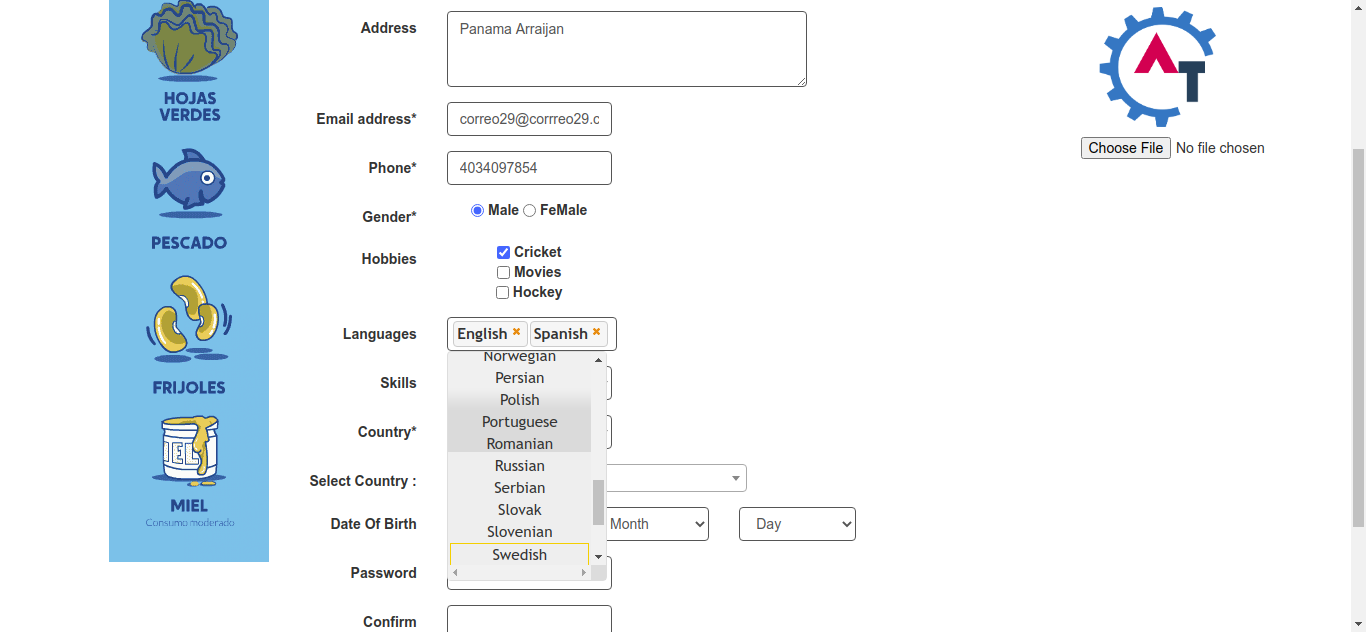 HOJAS
VERDES
PESCADO
FRIJOLES
MIEL
MIEL
Consumo moderado
Address
Panama Arraijan
Email address*
correo29@corrreo29.c
Phone*
4034097854
Gender*
Male FeMale
Hobbies
Cricket
Movies
Hockey
Languages
English Spanish
Norwegian
Persian
Polish
Portuguese
Romanian
Russian
Serbian
Slovak
Slovenian
Swedish
Skills
Country*
Select Country :
Date Of Birth
Month
Day
Password
Confirm
AT
Choose File No file chosen